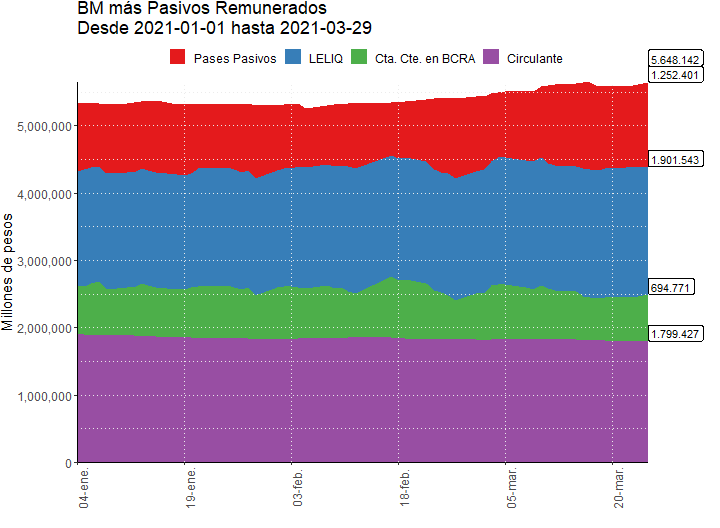 BM más Pasivos Remunerados
Desde 2021-01-01 hasta 2021-03-29
Pases Pasivos LELIQ Cta. Cte. en BCRA Circulante
5.648.142
1.252.401
5,000,000
1.901.543
4,000,000
3,000,000
694.771
2,000,000
1.799.427
1,000,000
0
Millones de pesos
04-ene. 19-ene. 03-feb. 18-feb. 05-mar. 20-mar.